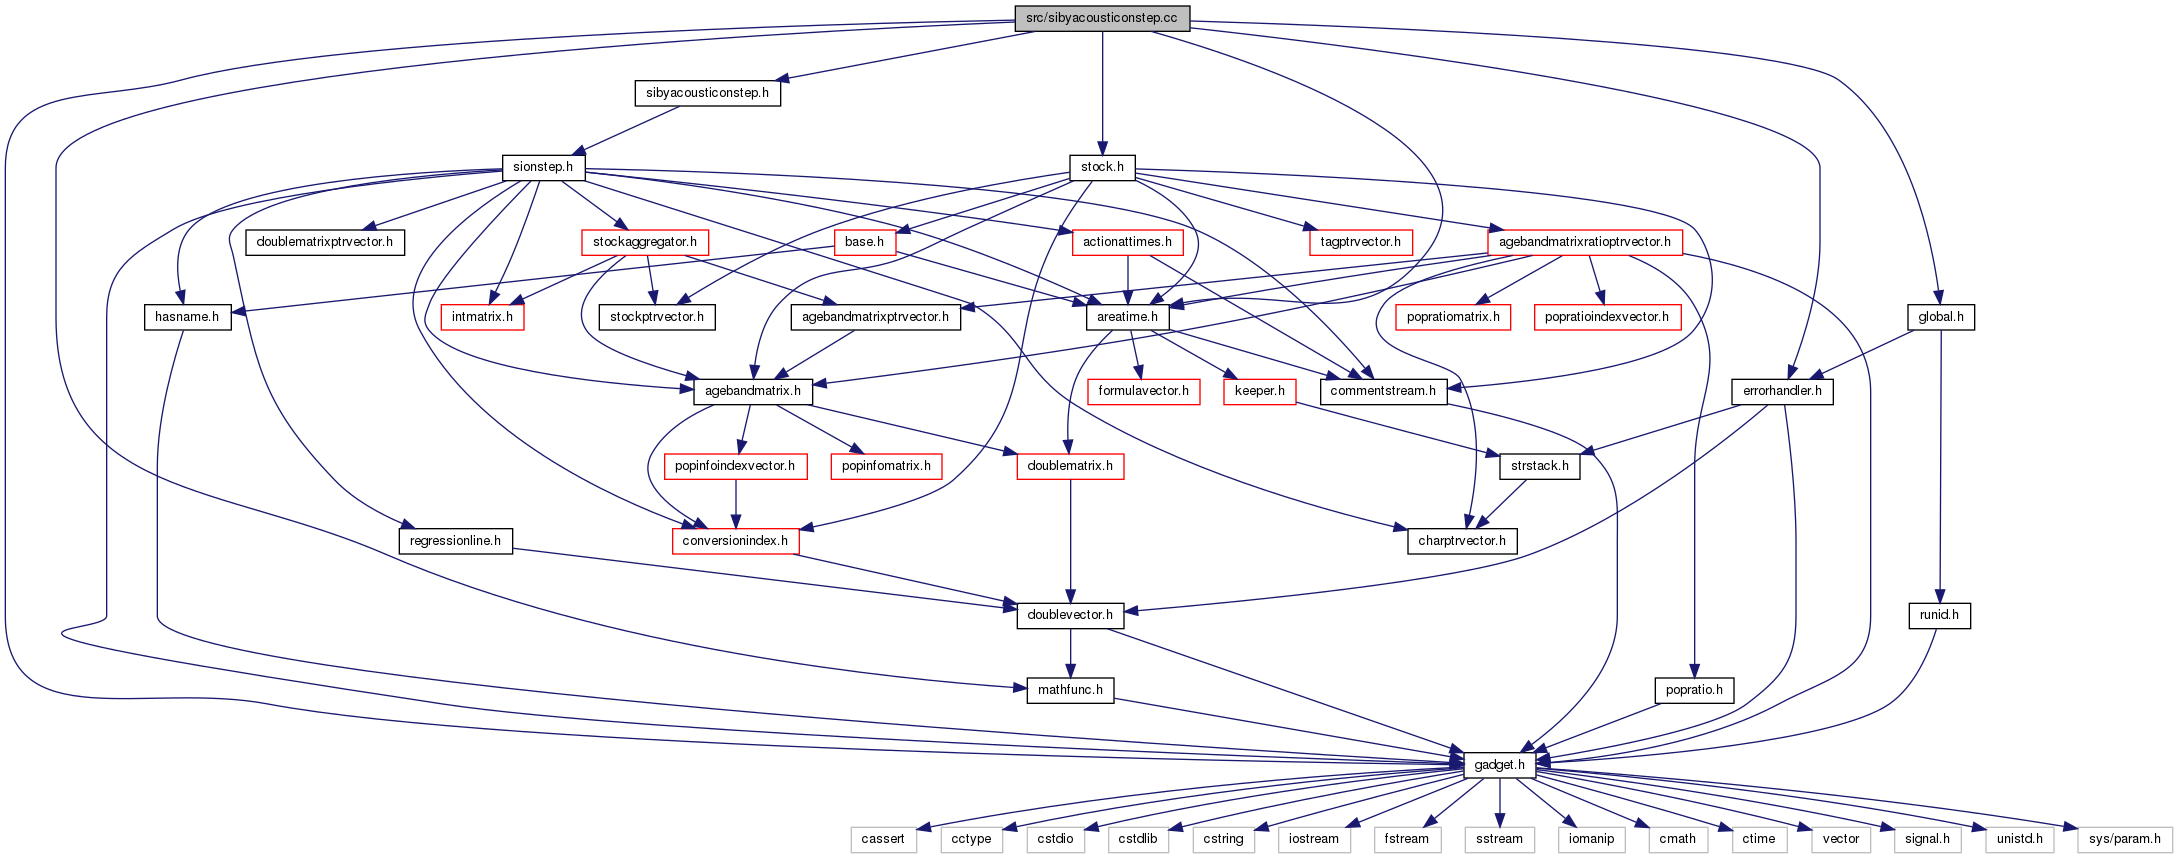 src/sibyacousticonstep.cc
sibyacousticonstep.h
sionstep.h
stock.h
doublematrixptrvector.h
stockaggregator.h
base.h
actionattimes.h
tagptrvector.h
agebandmatrixratioptrvector.h
hasname.h
intmatrix.h
stockptrvector.h
agebandmatrixptrvector.h
areatime.h
popratiomatrix.h
popratioindexvector.h
global.h
agebandmatrix.h
formulavector.h
keeper.h
commentstream.h
errorhandler.h
popinfoindexvector.h
popinfomatrix.h
doublematrix.h
strstack.h
regressionline.h
conversionindex.h
charptrvector.h
doublevector.h
runid.h
mathfunc.h
popratio.h
gadget.h
cassert
cctype
cstdio
cstdlib
cstring
iostream
fstream
sstream
iomanip
cmath
ctime
vector
signal.h
unistd.h
sys/param.h